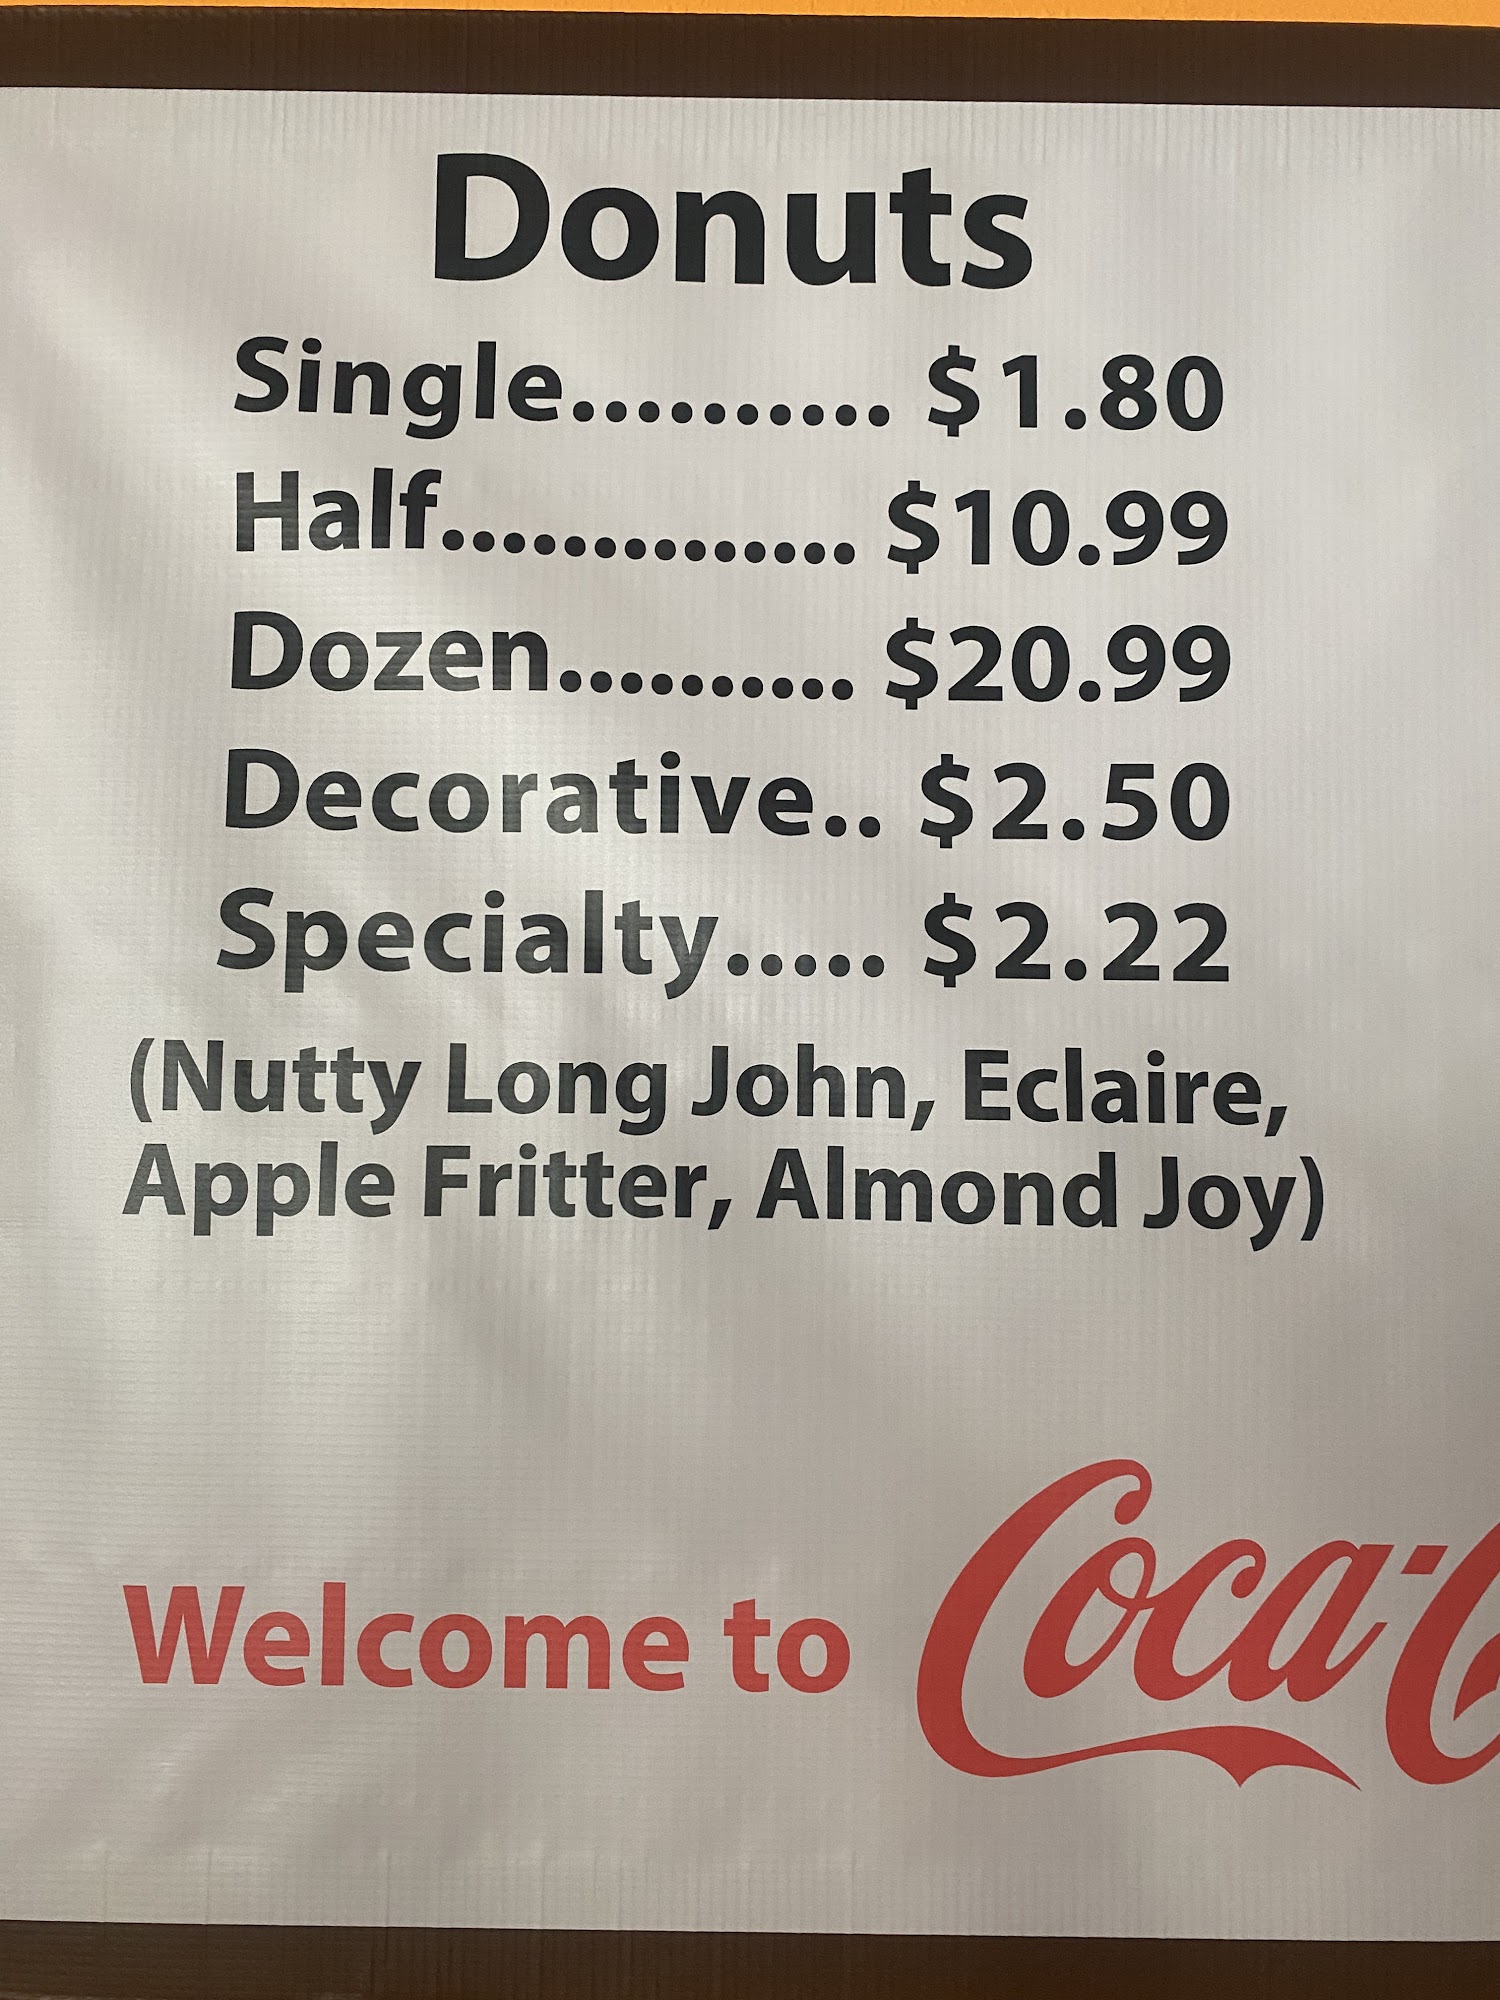 Donuts
Single.......... $1.80
Half.............. $10.99
Dozen.......... $20.99
Decorative.. $2.50
Specialty..... $2.22
(Nutty Long John, Eclaire,
Apple Fritter, Almond Joy)
Welcome to Coca-C